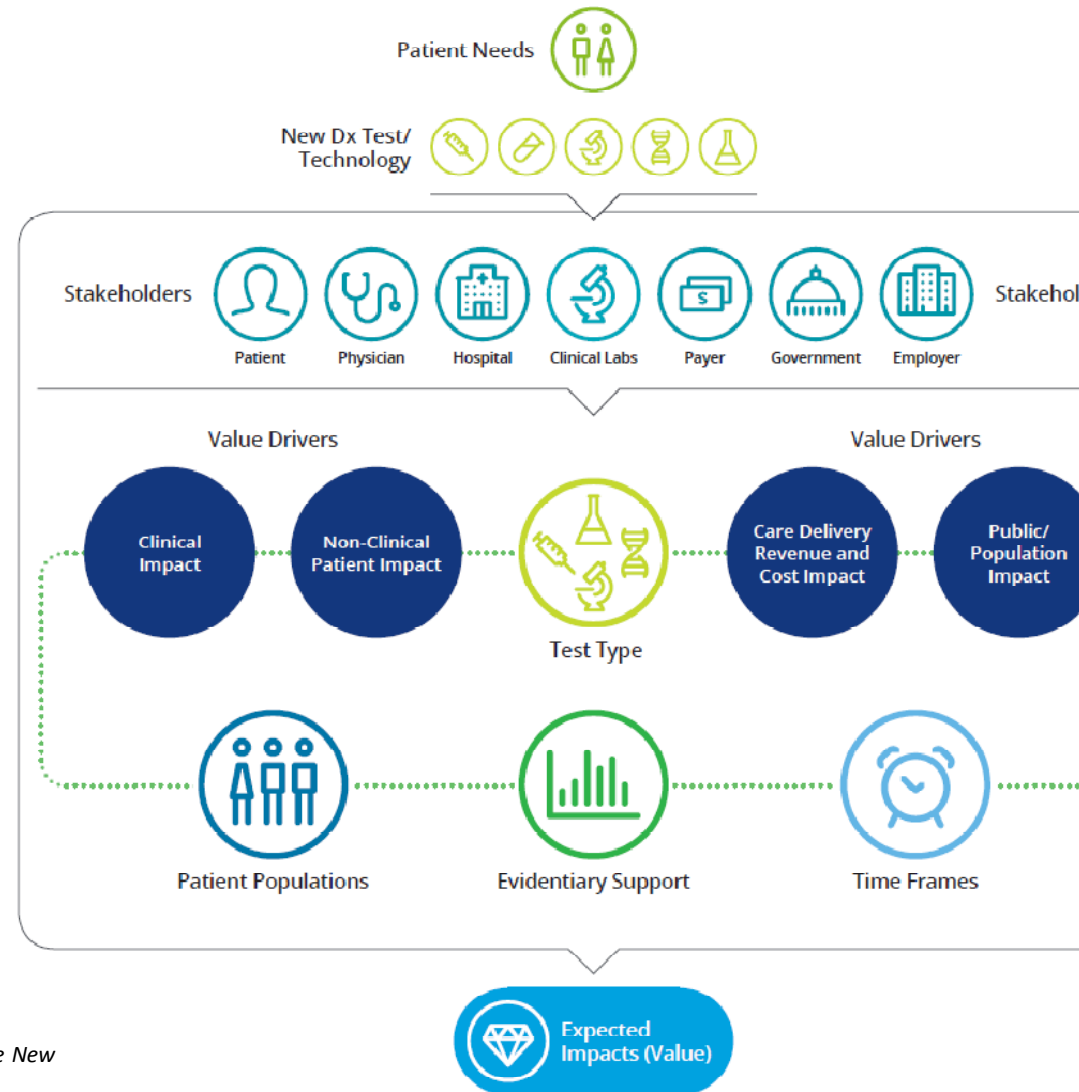 Patient Needs
New Dx Test/
Technology
Stakeholders
Stakehol
$
Patient
Physician
Hospital
Clinical Labs
Payer
Government
Employer
Value Drivers
Value Drivers
Clinical
Impact
Non-Clinical
Patient Impact
Care Delivery
Revenue and
Cost Impact
Public/
Population
Impact
Test Type
Patient Populations
Evidentiary Support
Time Frames
Expected
Impacts (Value)
e New